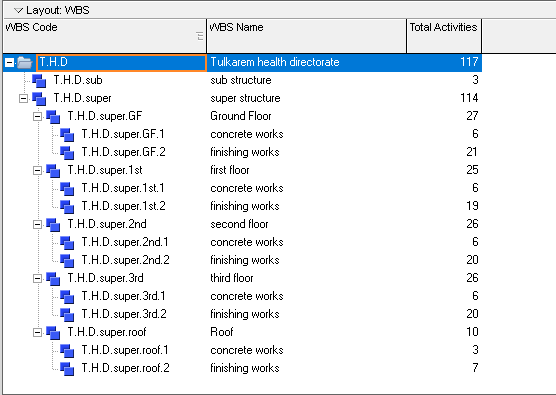 Layout: WBS
WBS Code WBS Name Total Activities
T.H.D Tulkarem health directorate 117
T.H.D.sub sub structure 3
T.H.D.super super structure 114
T.H.D.super.GF Ground Floor 27
T.H.D.super.GF.1 concrete works 6
T.H.D.super.GF.2 finishing works 21
T.H.D.super.1st first floor 25
T.H.D.super.1st.1 concrete works 6
T.H.D.super.1st.2 finishing works 19
T.H.D.super.2nd second floor 26
T.H.D.super.2nd.1 concrete works 6
T.H.D.super.2nd.2 finishing works 20
T.H.D.super.3rd third floor 26
T.H.D.super.3rd.1 concrete works 6
T.H.D.super.3rd.2 finishing works 20
T.H.D.super.roof Roof 10
T.H.D.super.roof.1 concrete works 3
T.H.D.super.roof.2 finishing works 7